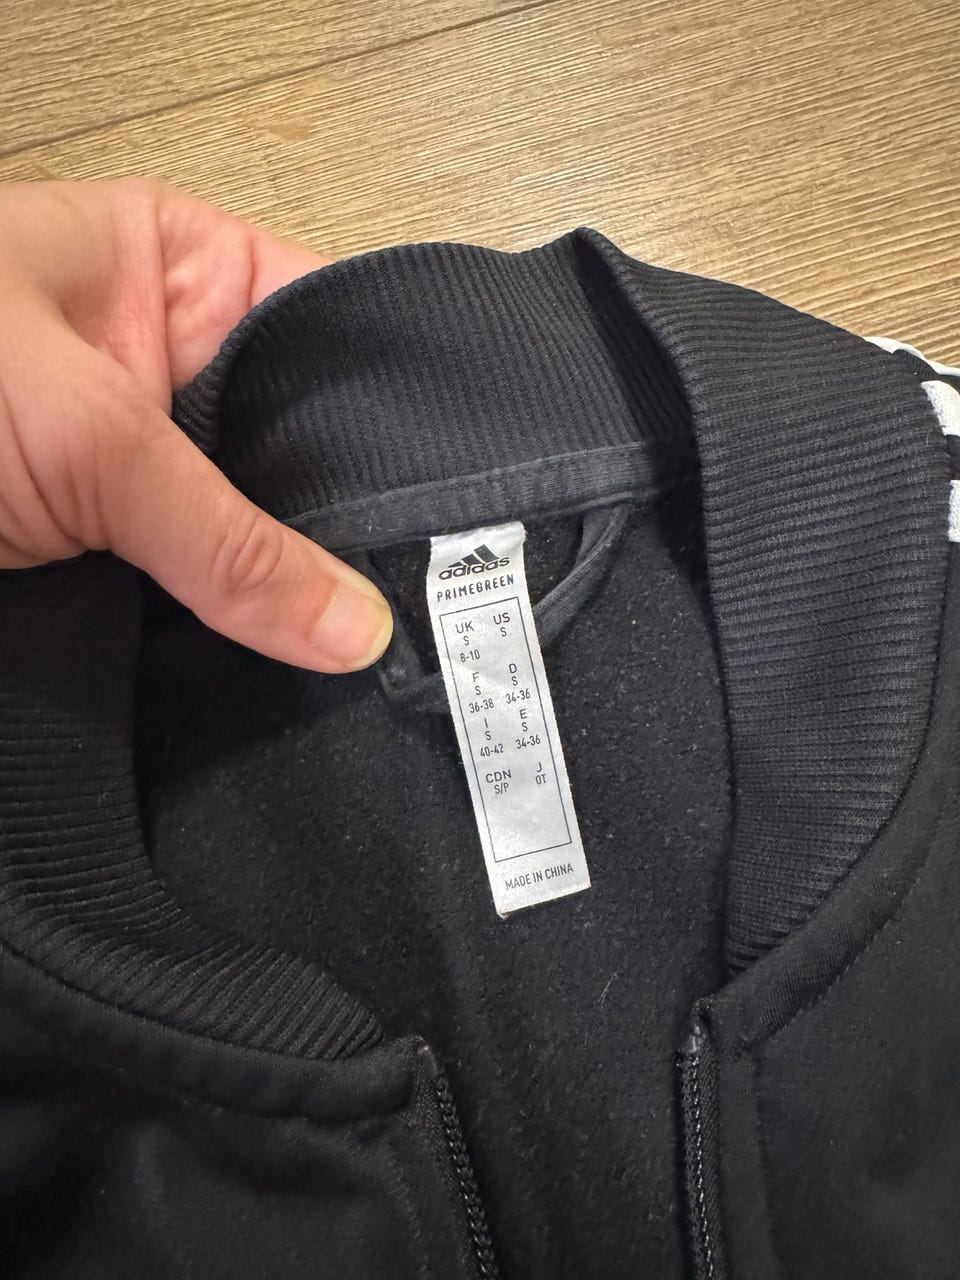 adidas
PRIMEGREEN
UK US
S S
8-10
F D
S S
36-38 34-36
I E
S S
40-42 34-36
CDN J
S/P OT
MADE IN CHINA